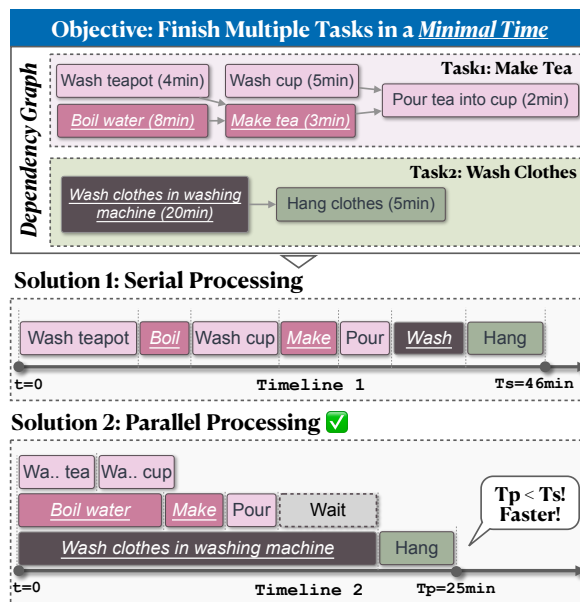 Objective: Finish Multiple Tasks in a Minimal Time
Dependency Graph
Task1: Make Tea
Wash teapot (4min)
Wash cup (5min)
Pour tea into cup (2min)
Boil water (8min)
Make tea (3min)
Task2: Wash Clothes
Wash clothes in washing
machine (20min)
Hang clothes (5min)
Solution 1: Serial Processing
Wash teapot
Boil
Wash cup
Make
Pour
Wash
Hang
t=0
Timeline 1
Ts=46min
Solution 2: Parallel Processing ✅
Wa.. tea
Wa.. cup
Boil water
Make
Pour
Wait
Tp < Ts!
Faster!
Wash clothes in washing machine
Hang
t=0
Timeline 2
Tp=25min